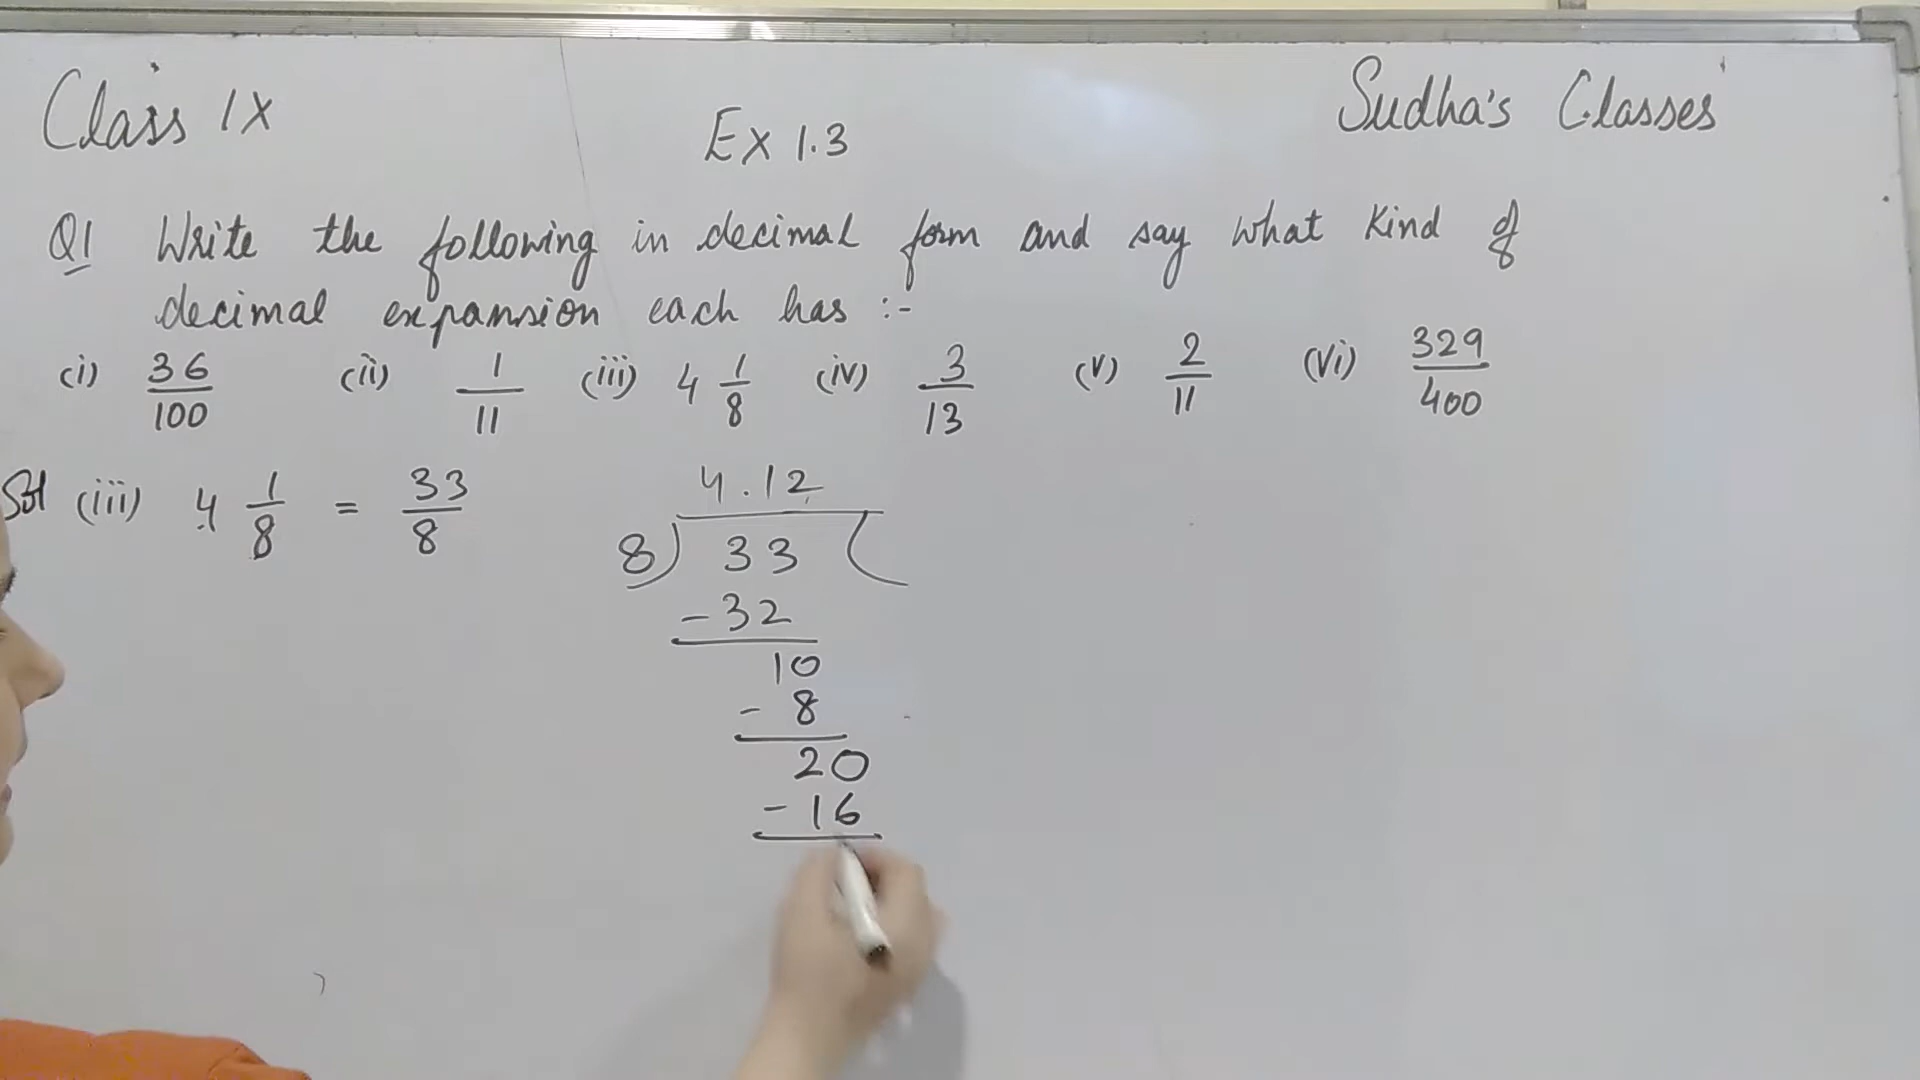 Class IX
Ex 1.3
Sudha's Classes
Q1 Write the following in decimal form and say what kind of
decimal expansion each has :-
(i) 36/100 (ii) 1/11 (iii) 4 1/8 (iv) 3/13 (v) 2/11 (vi) 329/400
Sol (iii) 4 1/8 = 33/8
4.12
8) 33 (
-32
10
- 8
20
-16